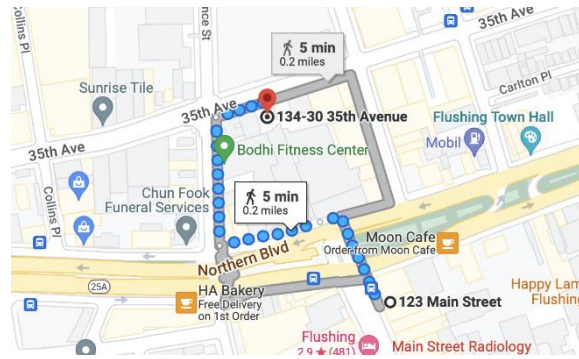 Collins Pl
nce St
35th Ave
5 min
0.2 miles
Sunrise Tile
35th Ave
134-30 35th Avenue
Carlton Pl
Flushing Town Hall
Mobil
35th Ave
Bodhi Fitness Center
Collins Pl
Chun Fook
Funeral Services
5 min
0.2 miles
Northern Blvd
Moon Cafe
Order from Moon Cafe
25A
HA Bakery
Free Delivery
on 1st Order
123 Main Street
Happy Lam
Flushing
Flushing
2.9 ★ (481)
Main Street Radiology